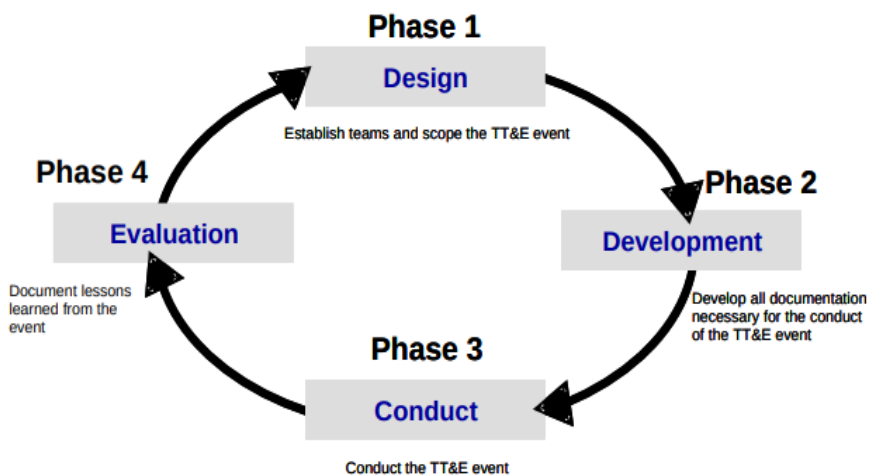 Phase 1
Design
Establish teams and scope the TT&E event
Phase 2
Development
Develop all documentation
necessary for the conduct
of the TT&E event
Phase 3
Conduct
Conduct the TT&E event
Phase 4
Evaluation
Document lessons
learned from the
event